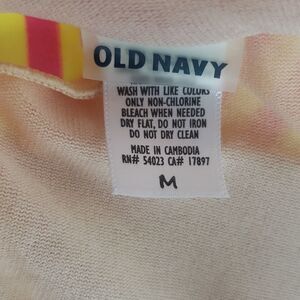 OLD NAVY
WASH WITH LIKE COLORS
ONLY NON-CHLORINE
BLEACH WHEN NEEDED
DRY FLAT, DO NOT IRON
DO NOT DRY CLEAN
MADE IN CAMBODIA
RN# 54023 CA# 17897
M